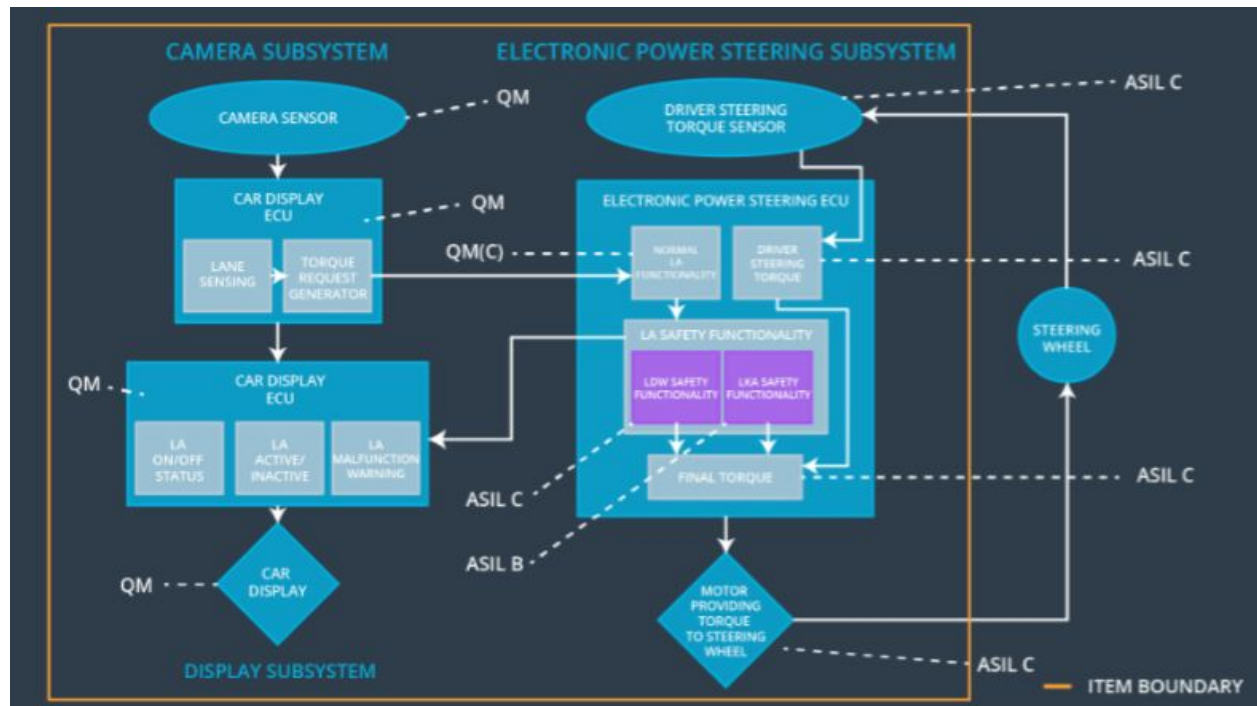 CAMERA SUBSYSTEM
ELECTRONIC POWER STEERING SUBSYSTEM
CAMERA SENSOR
QM
DRIVER STEERING
TORQUE SENSOR
ASIL C
CAR DISPLAY
ECU
QM
LANE
SENSING
TORQUE
REQUEST
GENERATOR
ELECTRONIC POWER STEERING ECU
QM(C)
NORMAL
LA
FUNCTIONALITY
DRIVER
STEERING
TORQUE
ASIL C
LA SAFETY FUNCTIONALITY
LDW SAFETY
FUNCTIONALITY
LKA SAFETY
FUNCTIONALITY
STEERING
WHEEL
QM
CAR DISPLAY
ECU
LA
ON/OFF
STATUS
LA
ACTIVE/
INACTIVE
LA
MALFUNCTION
WARNING
FINAL TORQUE
ASIL C
ASIL C
ASIL B
QM
CAR
DISPLAY
MOTOR
PROVIDING
TORQUE
TO STEERING
WHEEL
ASIL C
DISPLAY SUBSYSTEM
ITEM BOUNDARY